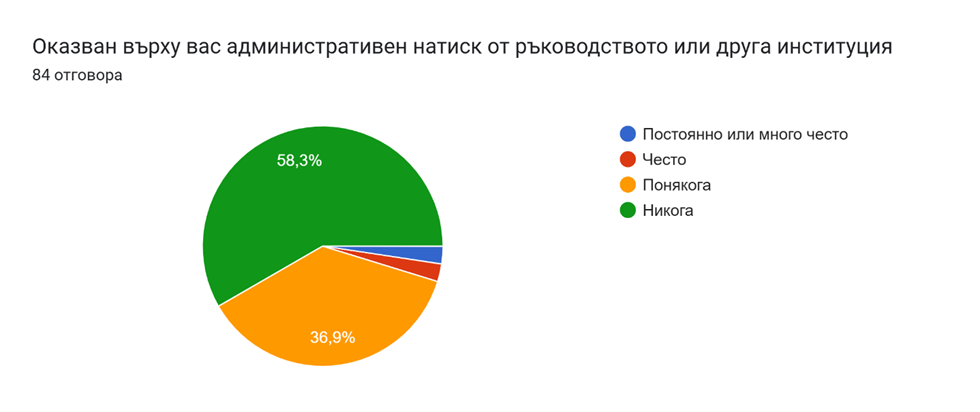 Оказван върху вас административен натиск от ръководството или друга институция
84 отговора
58,3%
36,9%
Постоянно или много често
Често
Понякога
Никога